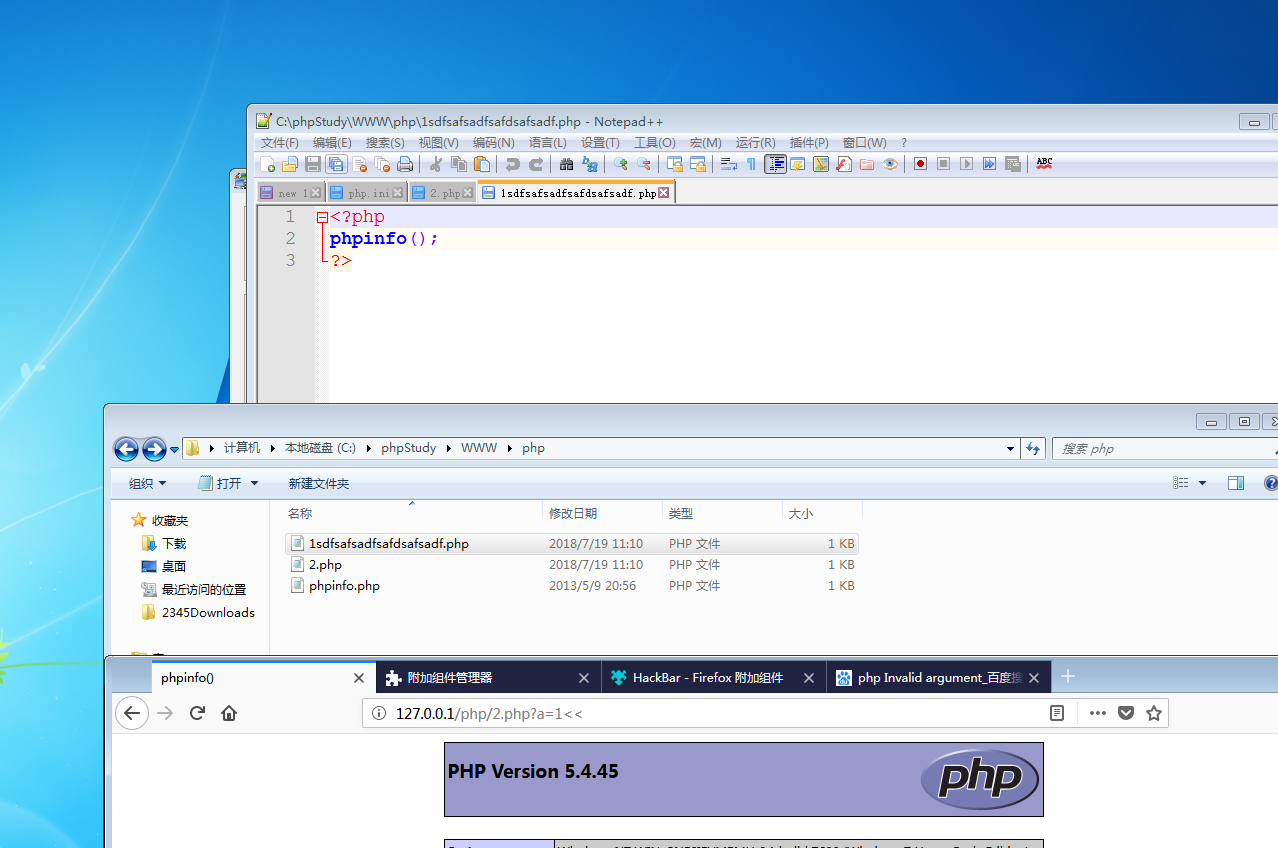 C:\phpStudy\WWW\php\1sdfsafsadfsafdsafsadf.php - Notepad++
文件(F) 编辑(E) 搜索(S) 视图(V) 编码(N) 语言(L) 设置(T) 工具(O) 宏(M) 运行(R) 插件(P) 窗口(W) ?
ABC
new 1 php.ini 2.php 1sdfsafsadfsafdsafsadf.php
1 <?php
2 phpinfo();
3 ?>
计算机 本地磁盘 (C:) phpStudy WWW php 搜索 php
组织 打开 新建文件夹
名称 修改日期 类型 大小
收藏夹
下载
桌面
最近访问的位置
2345Downloads
1sdfsafsadfsafdsafsadf.php 2018/7/19 11:10 PHP 文件 1 KB
2.php 2018/7/19 11:10 PHP 文件 1 KB
phpinfo.php 2013/5/9 20:56 PHP 文件 1 KB
phpinfo() 附加组件管理器 HackBar - Firefox 附加组件 php Invalid argument_百度搜
127.0.0.1/php/2.php?a=1<<
PHP Version 5.4.45
php